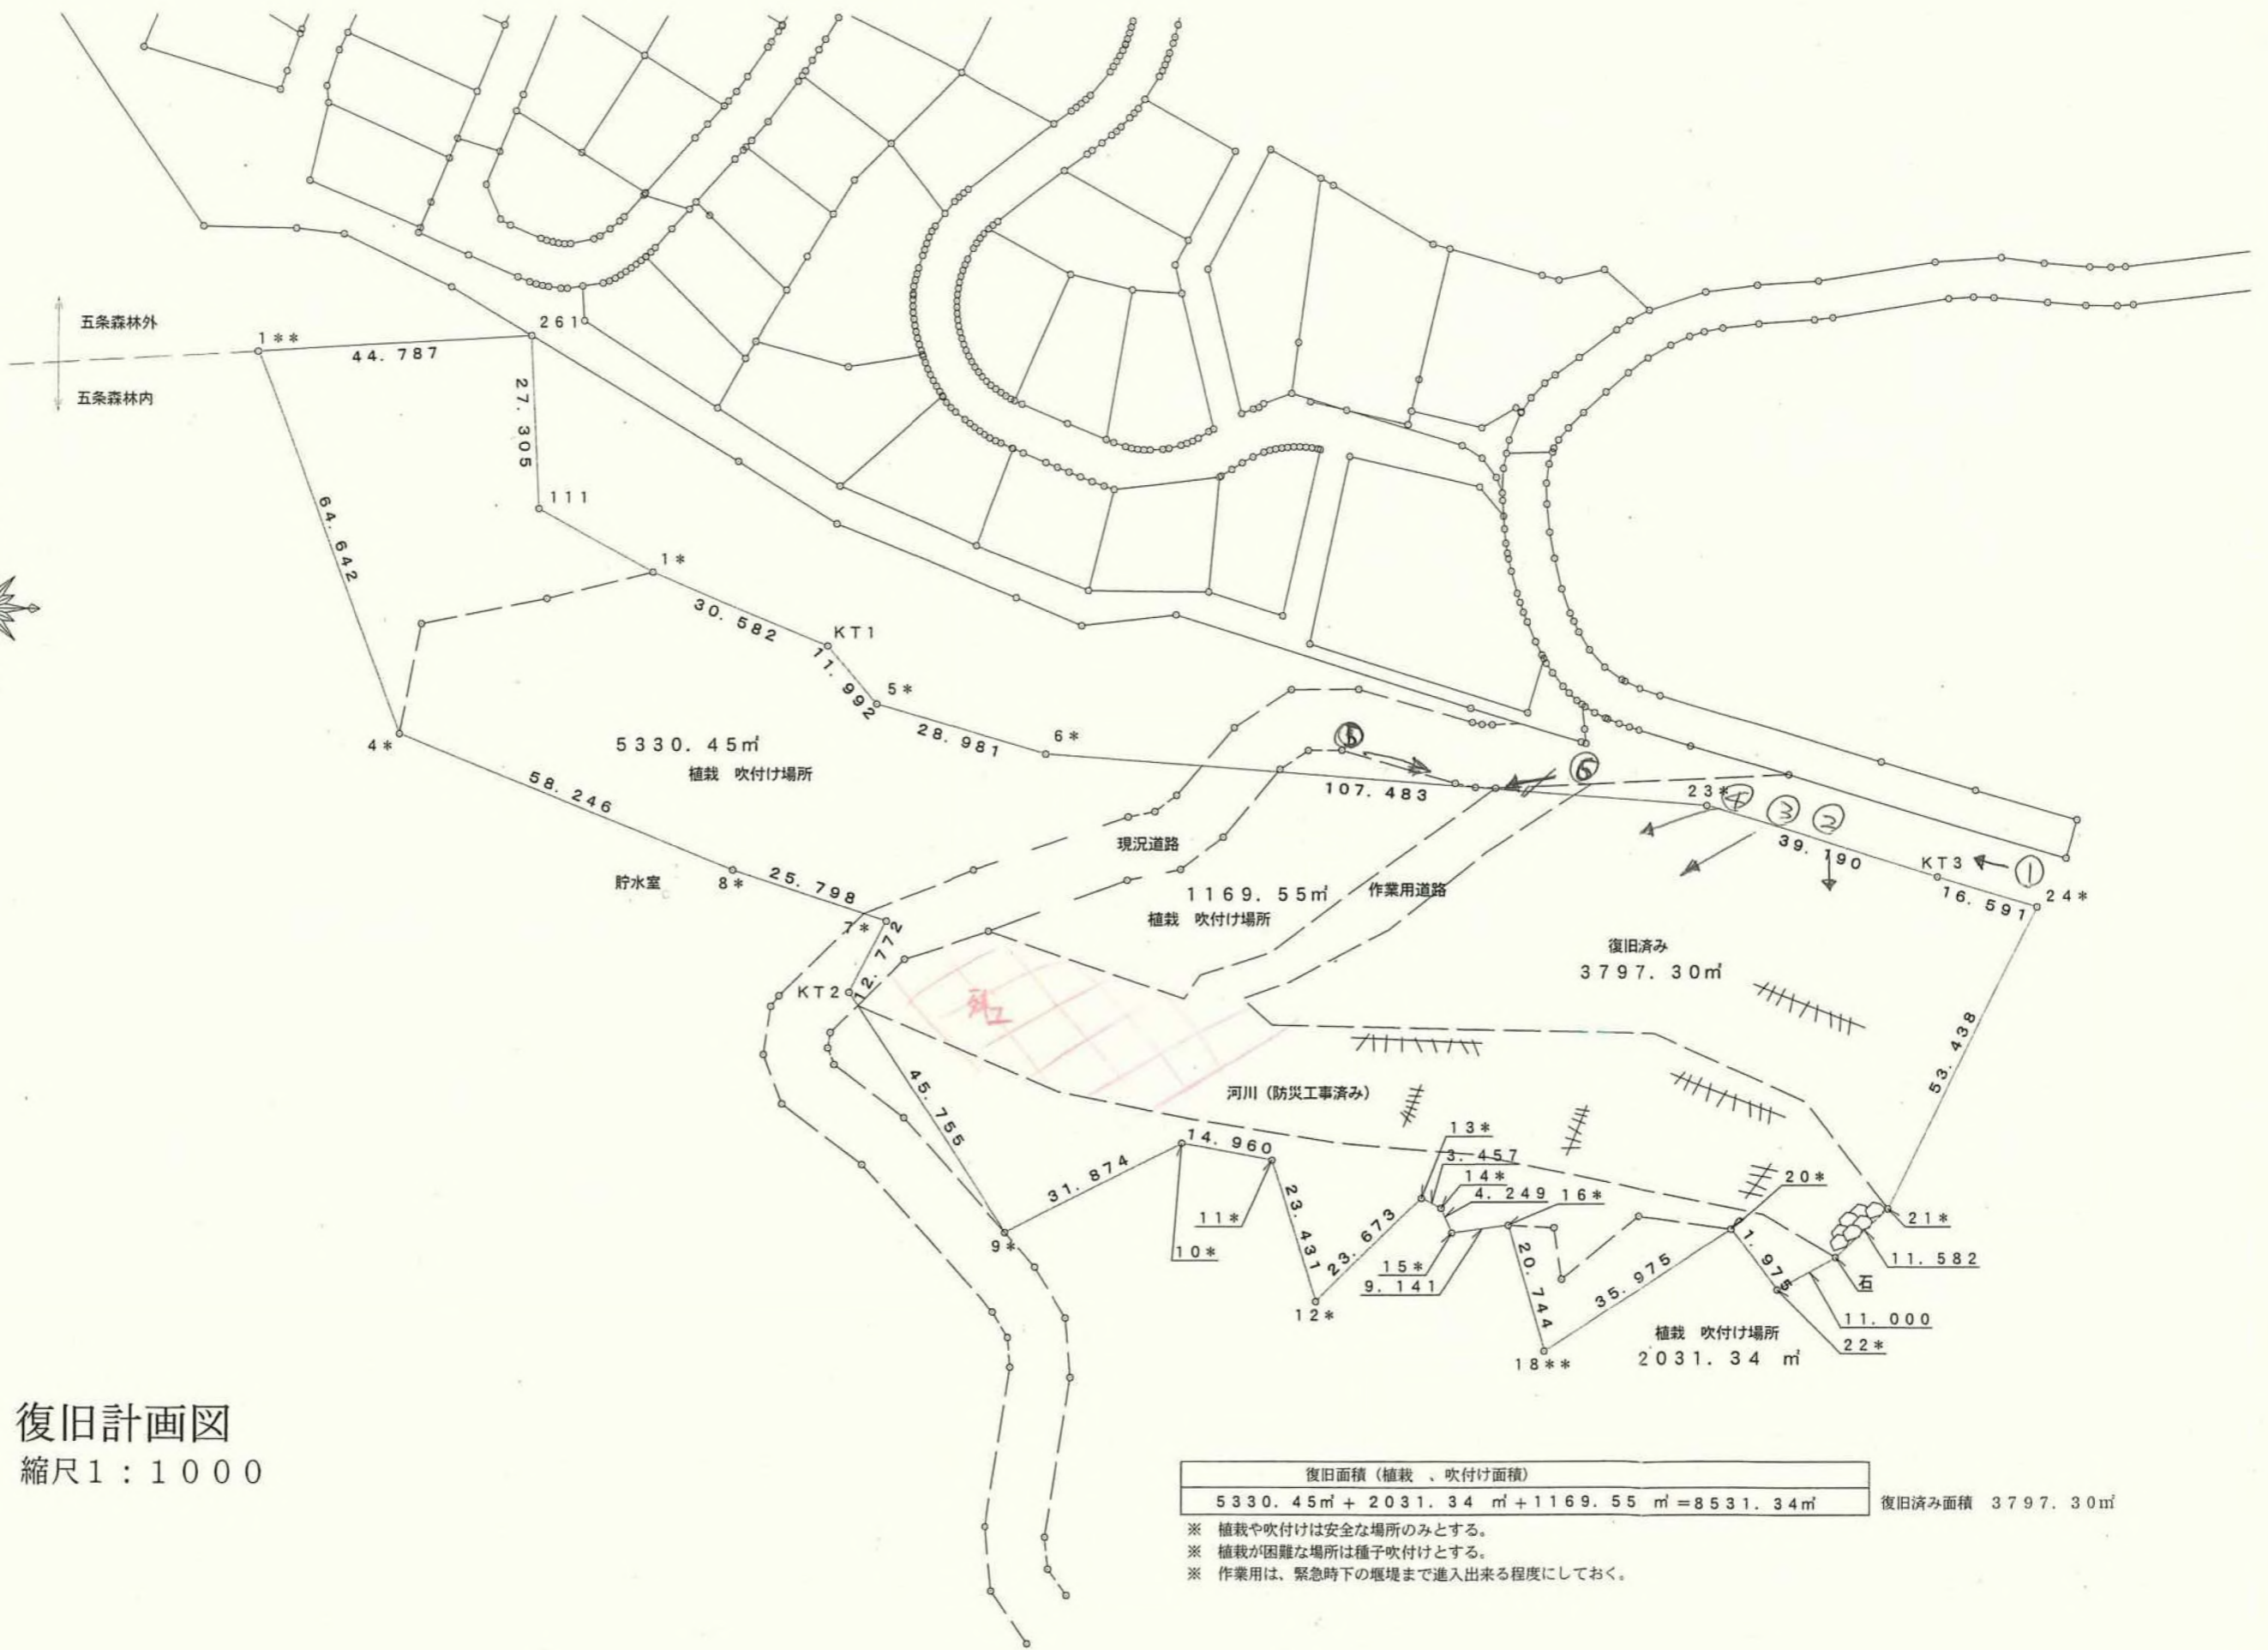 五条森林外
五条森林内
1**
44. 787
261
27. 305
111
64. 642
1*
30. 582
KT1
11. 992
5*
28. 981
6*
4*
5330. 45㎡
植栽 吹付け場所
58. 246
107. 483
⑥
23*
④
③
②
39. 190
KT3
①
16. 591
24*
現況道路
貯水室
8*
25. 798
7*
12. 772
KT2
1169. 55㎡
植栽 吹付け場所
作業用道路
復旧済み
3797. 30㎡
53. 438
河川(防災工事済み)
45. 755
9*
31. 874
14. 960
10*
11*
23. 431
12*
23. 673
13*
3. 457
14*
4. 249
16*
15*
9. 141
20. 744
18**
35. 975
20*
21*
11. 582
石
11. 000
22*
植栽 吹付け場所
2031. 34 ㎡
復旧計画図
縮尺1:1000
復旧面積(植栽 、吹付け面積)
5330. 45㎡ + 2031. 34 ㎡ + 1169. 55 ㎡ = 8531. 34㎡
復旧済み面積 3797. 30㎡
※ 植栽や吹付けは安全な場所のみとする。
※ 植栽が困難な場所は種子吹付けとする。
※ 作業用は、緊急時下の堰堤まで進入出来る程度にしておく。